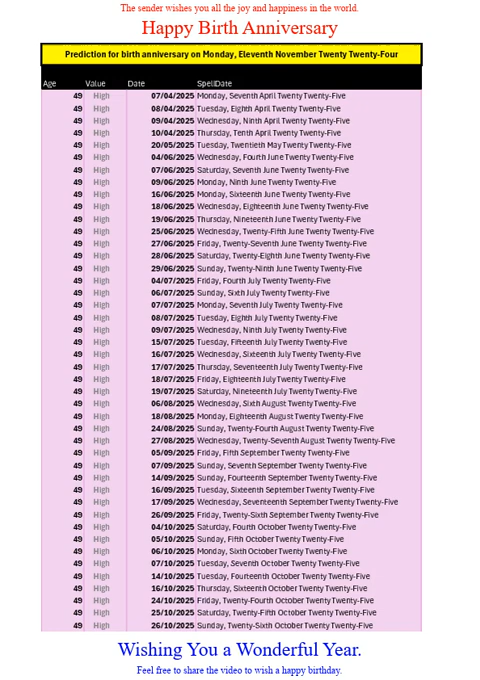 The sender wishes you all the joy and happiness in the world.
Happy Birth Anniversary
Prediction for birth anniversary on Monday, Eleventh November Twenty Twenty-Four
Age Value Date SpellDate
49 High 07/04/2025 Monday, Seventh April Twenty Twenty-Five
49 High 08/04/2025 Tuesday, Eighth April Twenty Twenty-Five
49 High 09/04/2025 Wednesday, Ninth April Twenty Twenty-Five
49 High 10/04/2025 Thursday, Tenth April Twenty Twenty-Five
49 High 20/05/2025 Tuesday, Twentieth May Twenty Twenty-Five
49 High 04/06/2025 Wednesday, Fourth June Twenty Twenty-Five
49 High 07/06/2025 Saturday, Seventh June Twenty Twenty-Five
49 High 09/06/2025 Monday, Ninth June Twenty Twenty-Five
49 High 16/06/2025 Monday, Sixteenth June Twenty Twenty-Five
49 High 18/06/2025 Wednesday, Eighteenth June Twenty Twenty-Five
49 High 19/06/2025 Thursday, Nineteenth June Twenty Twenty-Five
49 High 25/06/2025 Wednesday, Twenty-Fifth June Twenty Twenty-Five
49 High 27/06/2025 Friday, Twenty-Seventh June Twenty Twenty-Five
49 High 28/06/2025 Saturday, Twenty-Eighth June Twenty Twenty-Five
49 High 29/06/2025 Sunday, Twenty-Ninth June Twenty Twenty-Five
49 High 04/07/2025 Friday, Fourth July Twenty Twenty-Five
49 High 06/07/2025 Sunday, Sixth July Twenty Twenty-Five
49 High 07/07/2025 Monday, Seventh July Twenty Twenty-Five
49 High 08/07/2025 Tuesday, Eighth July Twenty Twenty-Five
49 High 09/07/2025 Wednesday, Ninth July Twenty Twenty-Five
49 High 15/07/2025 Tuesday, Fifteenth July Twenty Twenty-Five
49 High 16/07/2025 Wednesday, Sixteenth July Twenty Twenty-Five
49 High 17/07/2025 Thursday, Seventeenth July Twenty Twenty-Five
49 High 18/07/2025 Friday, Eighteenth July Twenty Twenty-Five
49 High 19/07/2025 Saturday, Nineteenth July Twenty Twenty-Five
49 High 06/08/2025 Wednesday, Sixth August Twenty Twenty-Five
49 High 18/08/2025 Monday, Eighteenth August Twenty Twenty-Five
49 High 24/08/2025 Sunday, Twenty-Fourth August Twenty Twenty-Five
49 High 27/08/2025 Wednesday, Twenty-Seventh August Twenty Twenty-Five
49 High 05/09/2025 Friday, Fifth September Twenty Twenty-Five
49 High 07/09/2025 Sunday, Seventh September Twenty Twenty-Five
49 High 14/09/2025 Sunday, Fourteenth September Twenty Twenty-Five
49 High 16/09/2025 Tuesday, Sixteenth September Twenty Twenty-Five
49 High 17/09/2025 Wednesday, Seventeenth September Twenty Twenty-Five
49 High 26/09/2025 Friday, Twenty-Sixth September Twenty Twenty-Five
49 High 04/10/2025 Saturday, Fourth October Twenty Twenty-Five
49 High 05/10/2025 Sunday, Fifth October Twenty Twenty-Five
49 High 06/10/2025 Monday, Sixth October Twenty Twenty-Five
49 High 07/10/2025 Tuesday, Seventh October Twenty Twenty-Five
49 High 14/10/2025 Tuesday, Fourteenth October Twenty Twenty-Five
49 High 16/10/2025 Thursday, Sixteenth October Twenty Twenty-Five
49 High 24/10/2025 Friday, Twenty-Fourth October Twenty Twenty-Five
49 High 25/10/2025 Saturday, Twenty-Fifth October Twenty Twenty-Five
49 High 26/10/2025 Sunday, Twenty-Sixth October Twenty Twenty-Five
Wishing You a Wonderful Year.
Feel free to share the video to wish a happy birthday.